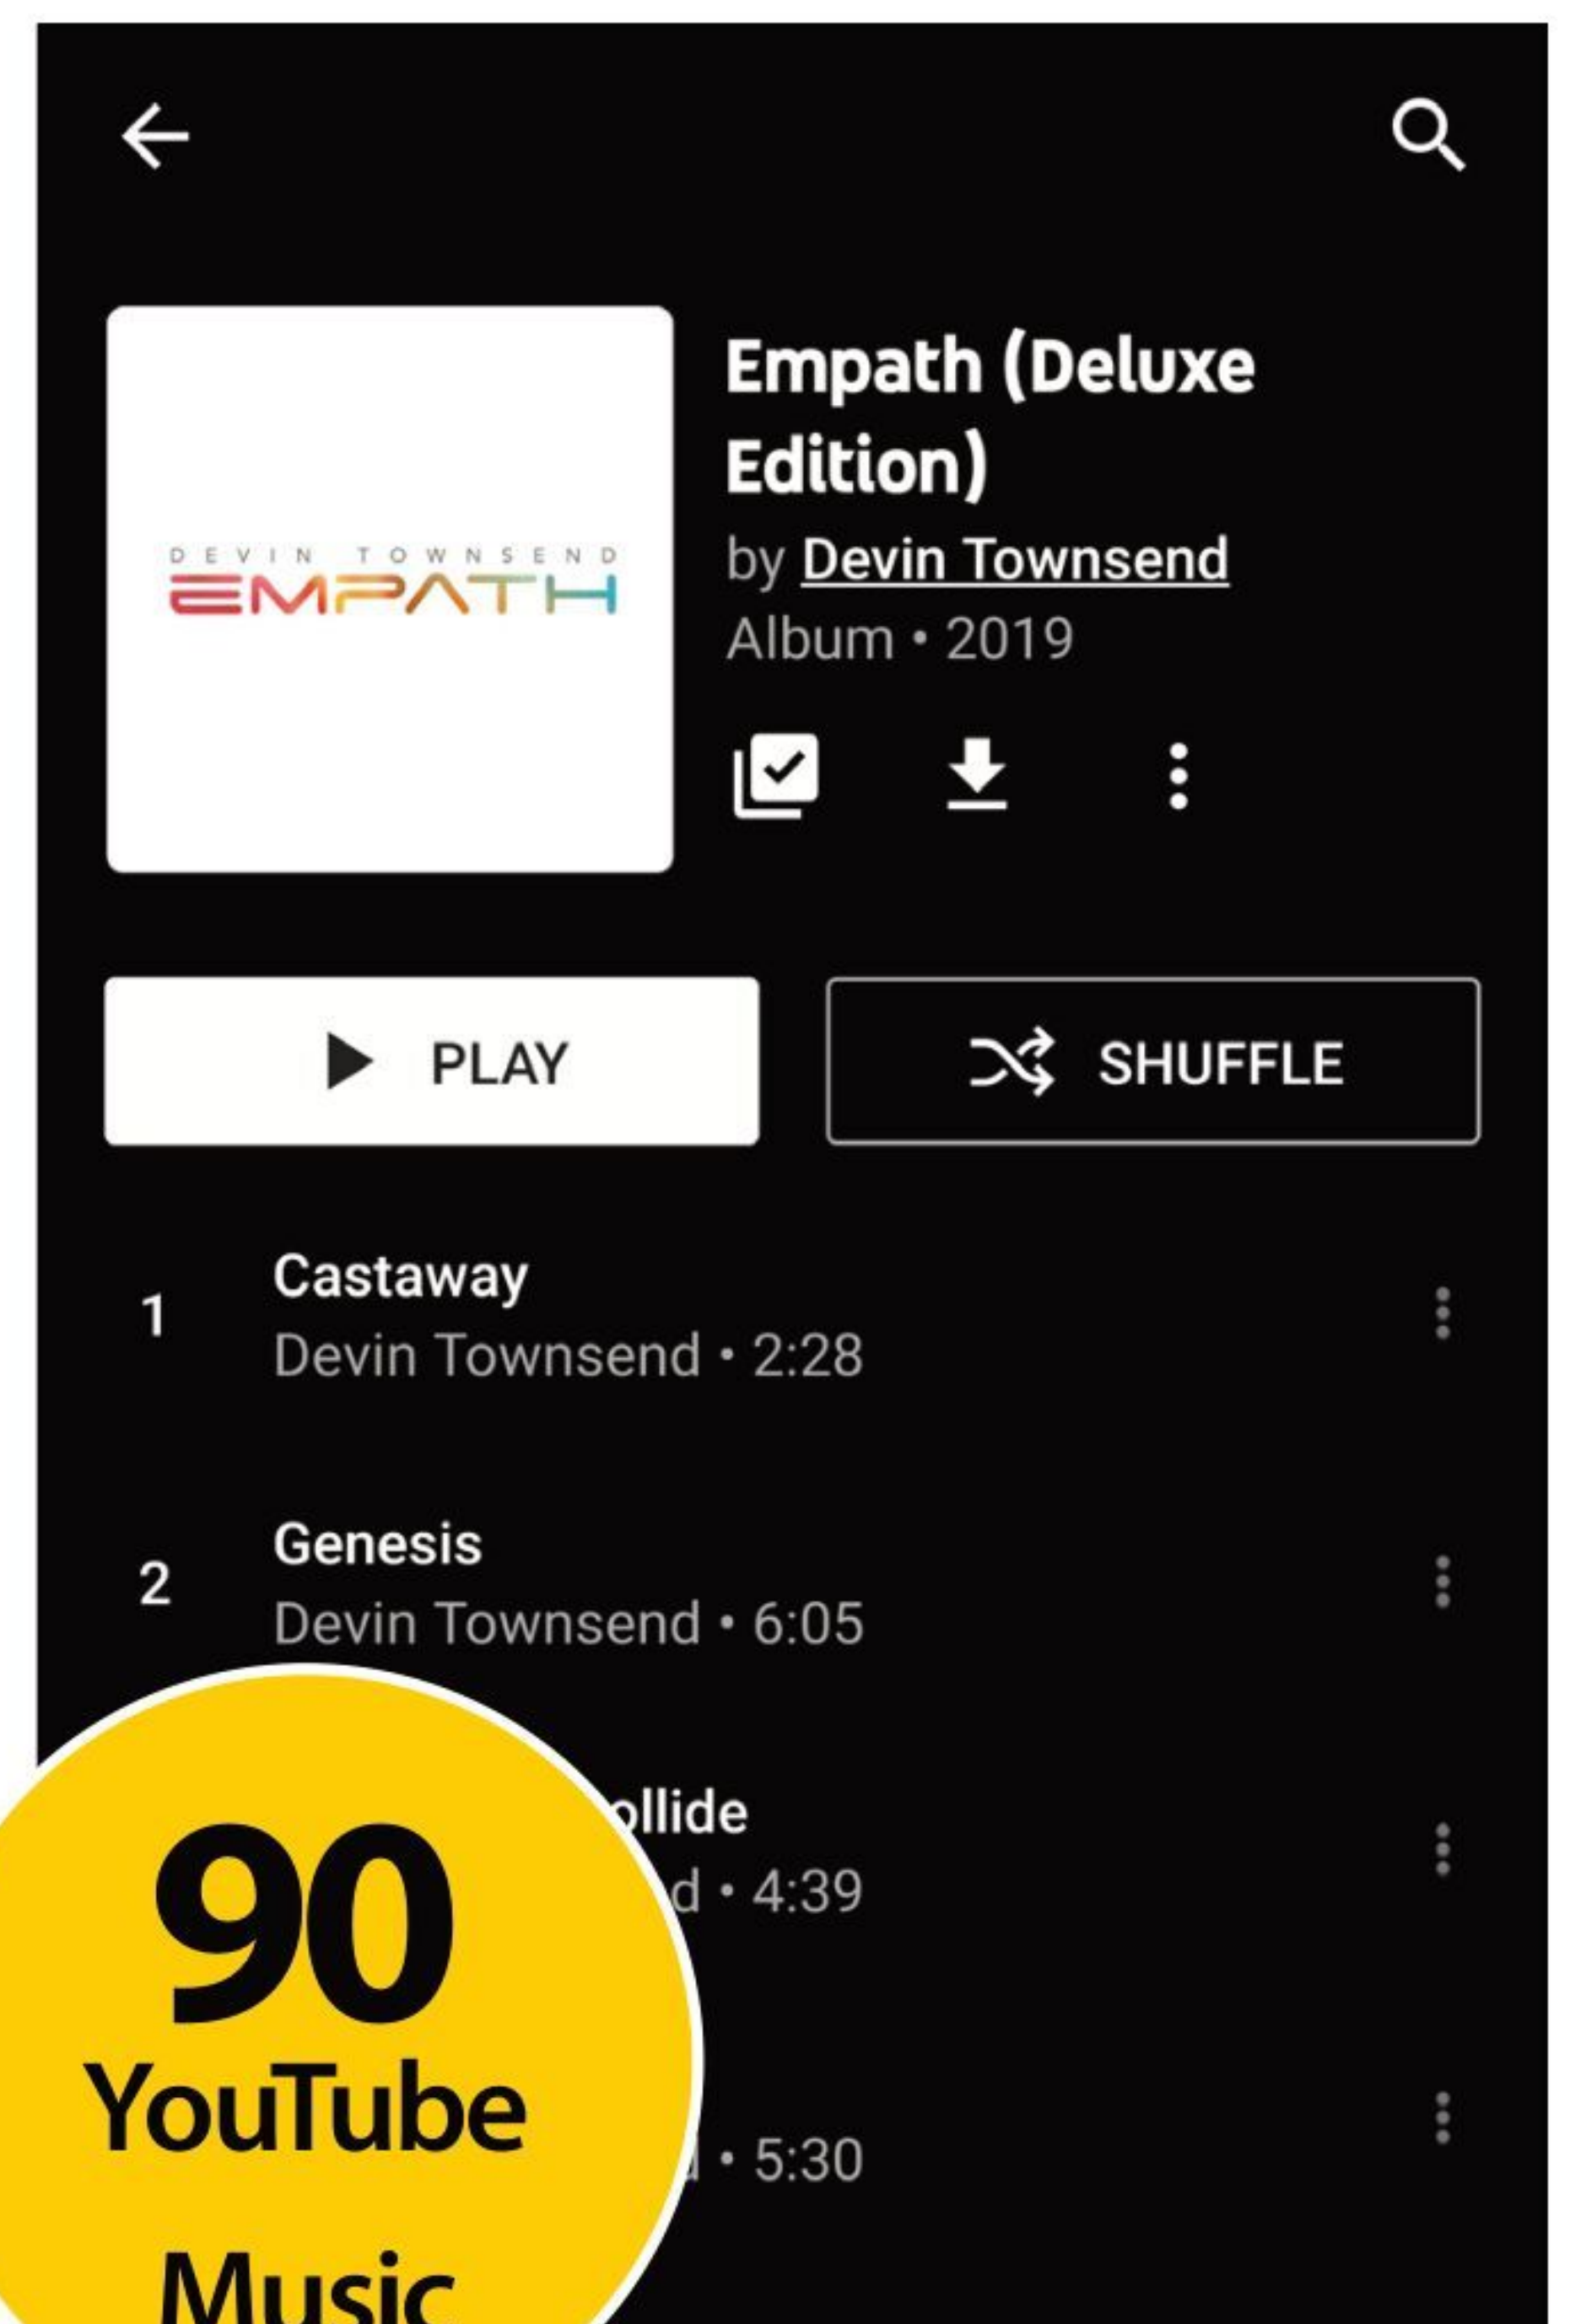 DEVIN TOWNSEND
EMPATH
Empath (Deluxe
Edition)
by Devin Townsend
Album • 2019
PLAY
SHUFFLE
1
Castaway
Devin Townsend • 2:28
2
Genesis
Devin Townsend • 6:05
ollide
d • 4:39
• 5:30
90
YouTube
Music